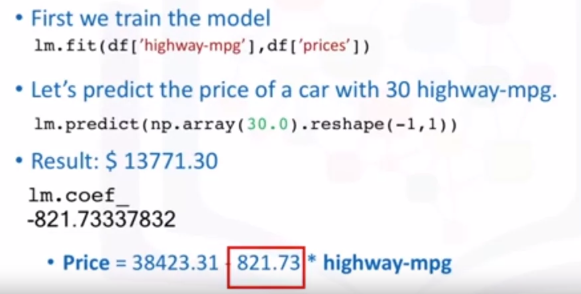 • First we train the model
lm.fit(df['highway-mpg'],df['prices'])
• Let's predict the price of a car with 30 highway-mpg.
lm.predict(np.array(30.0).reshape(-1,1))
• Result: $ 13771.30
lm.coef_
-821.73337832
• Price = 38423.31 - 821.73 * highway-mpg